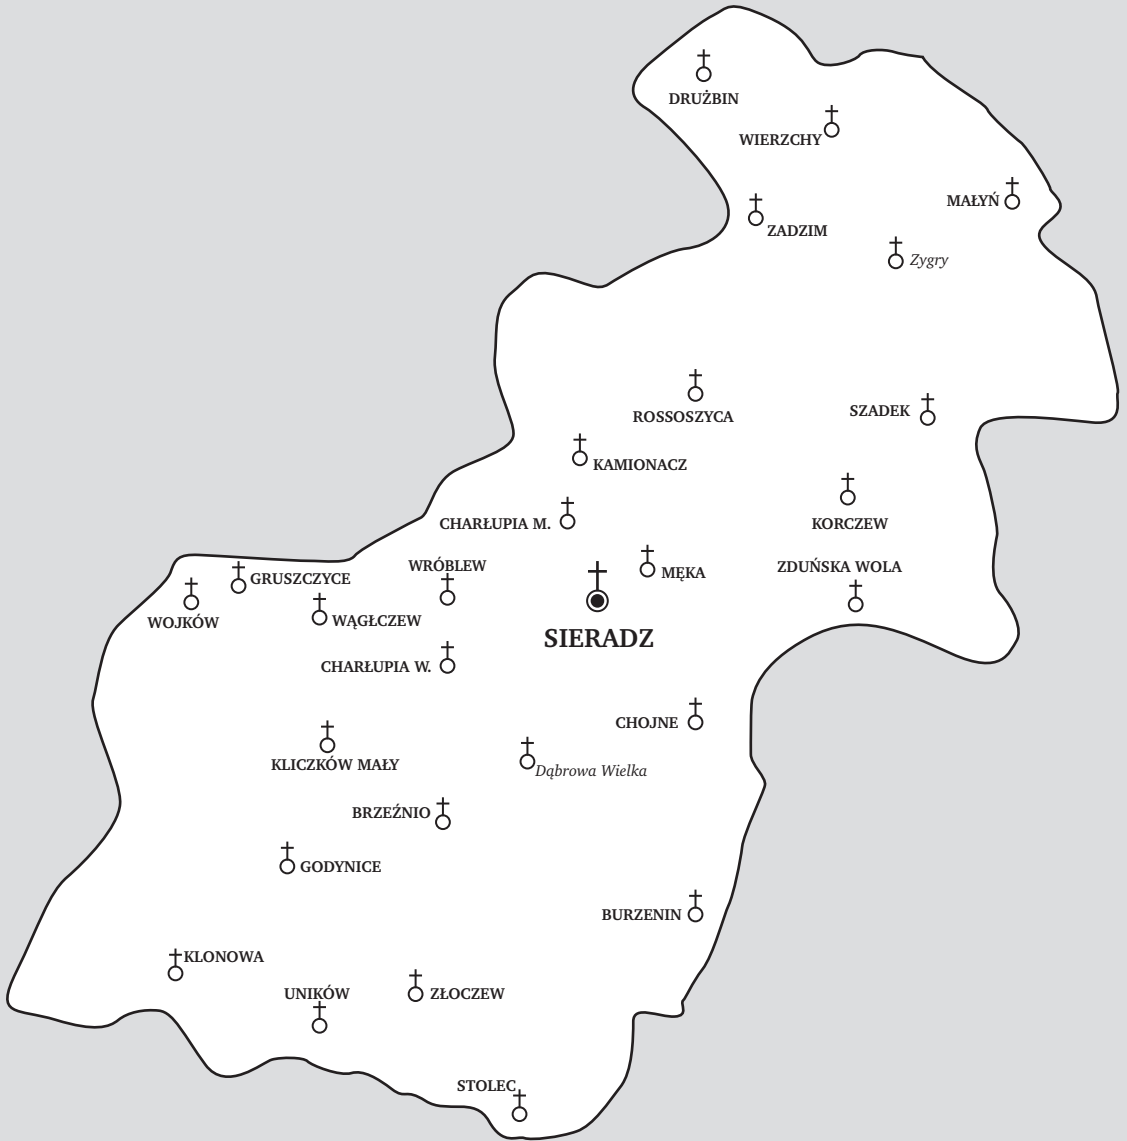 DRUŻBIN
WIERZCHY
MAŁYŃ
ZADZIM
Zygry
ROSSOSZYCA
SZADEK
KAMIONACZ
CHARŁUPIA M.
KORCZEW
WRÓBLEW
ZDUŃSKA WOLA
MĘKA
GRUSZCZYCE
WOJKÓW
WĄGŁCZEW
SIERADZ
CHARŁUPIA W.
CHOJNE
KLICZKÓW MAŁY
Dąbrowa Wielka
BRZEŹNIO
GODYNICE
BURZENIN
KLONOWA
UNIKÓW
ZŁOCZEW
STOLEC